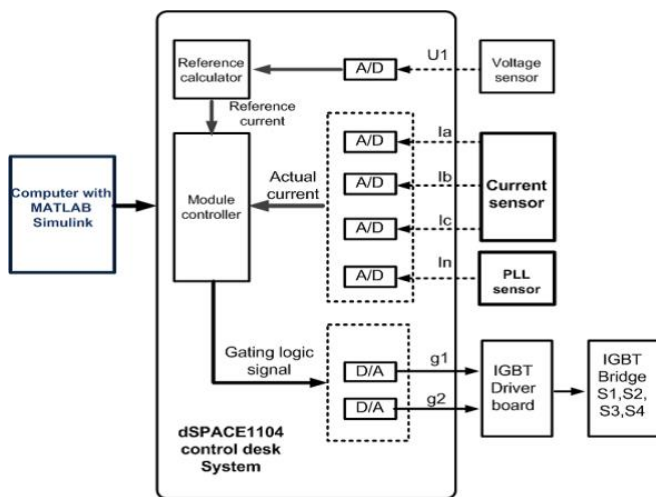 Reference
calculator
A/D
U1
Voltage
sensor
Reference
current
A/D
Ia
A/D
Ib
A/D
Ic
A/D
In
Current
sensor
PLL
sensor
Computer with
MATLAB
Simulink
Module
controller
Actual
current
Gating logic
signal
D/A
g1
D/A
g2
IGBT
Driver
board
IGBT
Bridge
S1,S2,
S3,S4
dSPACE1104
control desk
System